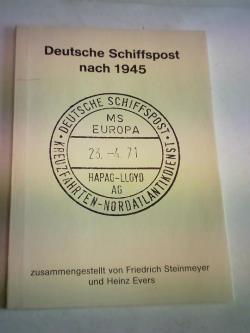 Deutsche Schiffspost
nach 1945
· DEUTSCHE SCHIFFSPOST ·
MS
EUROPA
23. -4. 71
HAPAG-LLOYD
AG
KREUZFAHRTEN-NORDATLANTIKDIENST
zusammengestellt von Friedrich Steinmeyer
und Heinz Evers